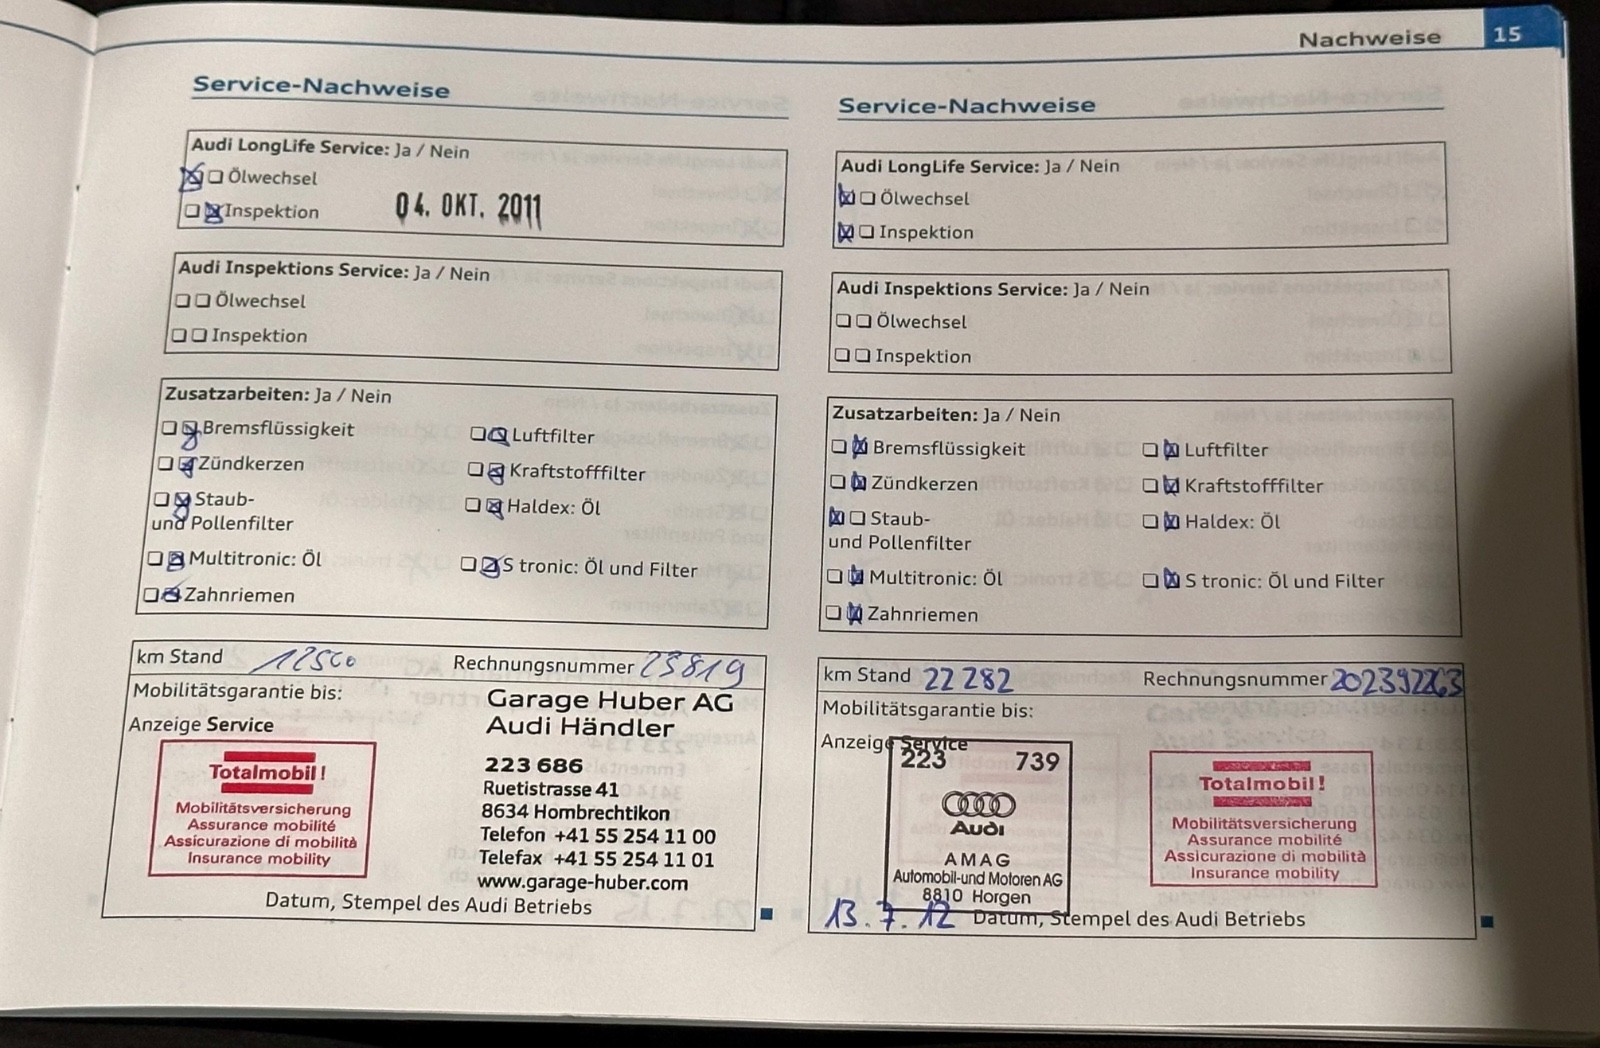 Nachweise 15
Service-Nachweise
Audi LongLife Service: Ja / Nein
Ölwechsel
Inspektion
04. OKT. 2011
Audi Inspektions Service: Ja / Nein
Ölwechsel
Inspektion
Zusatzarbeiten: Ja / Nein
Bremsflüssigkeit Luftfilter
Zündkerzen Kraftstofffilter
Staub- Haldex: Öl
und Pollenfilter
Multitronic: Öl S tronic: Öl und Filter
Zahnriemen
km Stand 12500 Rechnungsnummer 23819
Mobilitätsgarantie bis:
Anzeige Service
Totalmobil!
Mobilitätsversicherung
Assurance mobilité
Assicurazione di mobilità
Insurance mobility
Garage Huber AG
Audi Händler
223 686
Ruetistrasse 41
8634 Hombrechtikon
Telefon +41 55 254 11 00
Telefax +41 55 254 11 01
www.garage-huber.com
Datum, Stempel des Audi Betriebs
Service-Nachweise
Audi LongLife Service: Ja / Nein
Ölwechsel
Inspektion
Audi Inspektions Service: Ja / Nein
Ölwechsel
Inspektion
Zusatzarbeiten: Ja / Nein
Bremsflüssigkeit Luftfilter
Zündkerzen Kraftstofffilter
Staub- Haldex: Öl
und Pollenfilter
Multitronic: Öl S tronic: Öl und Filter
Zahnriemen
km Stand 22 282 Rechnungsnummer 202392263
Mobilitätsgarantie bis:
Anzeige Service
223 739
Audi
AMAG
Automobil-und Motoren AG
8810 Horgen
Totalmobil!
Mobilitätsversicherung
Assurance mobilité
Assicurazione di mobilità
Insurance mobility
13.7.12 Datum, Stempel des Audi Betriebs